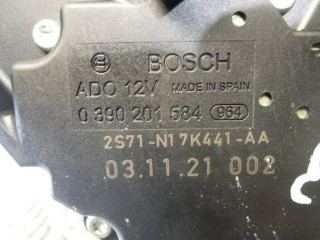 BOSCH
ADO 12V MADE IN SPAIN
0 390 201 584 964
2S71-N17K441-AA
03.11.21 002